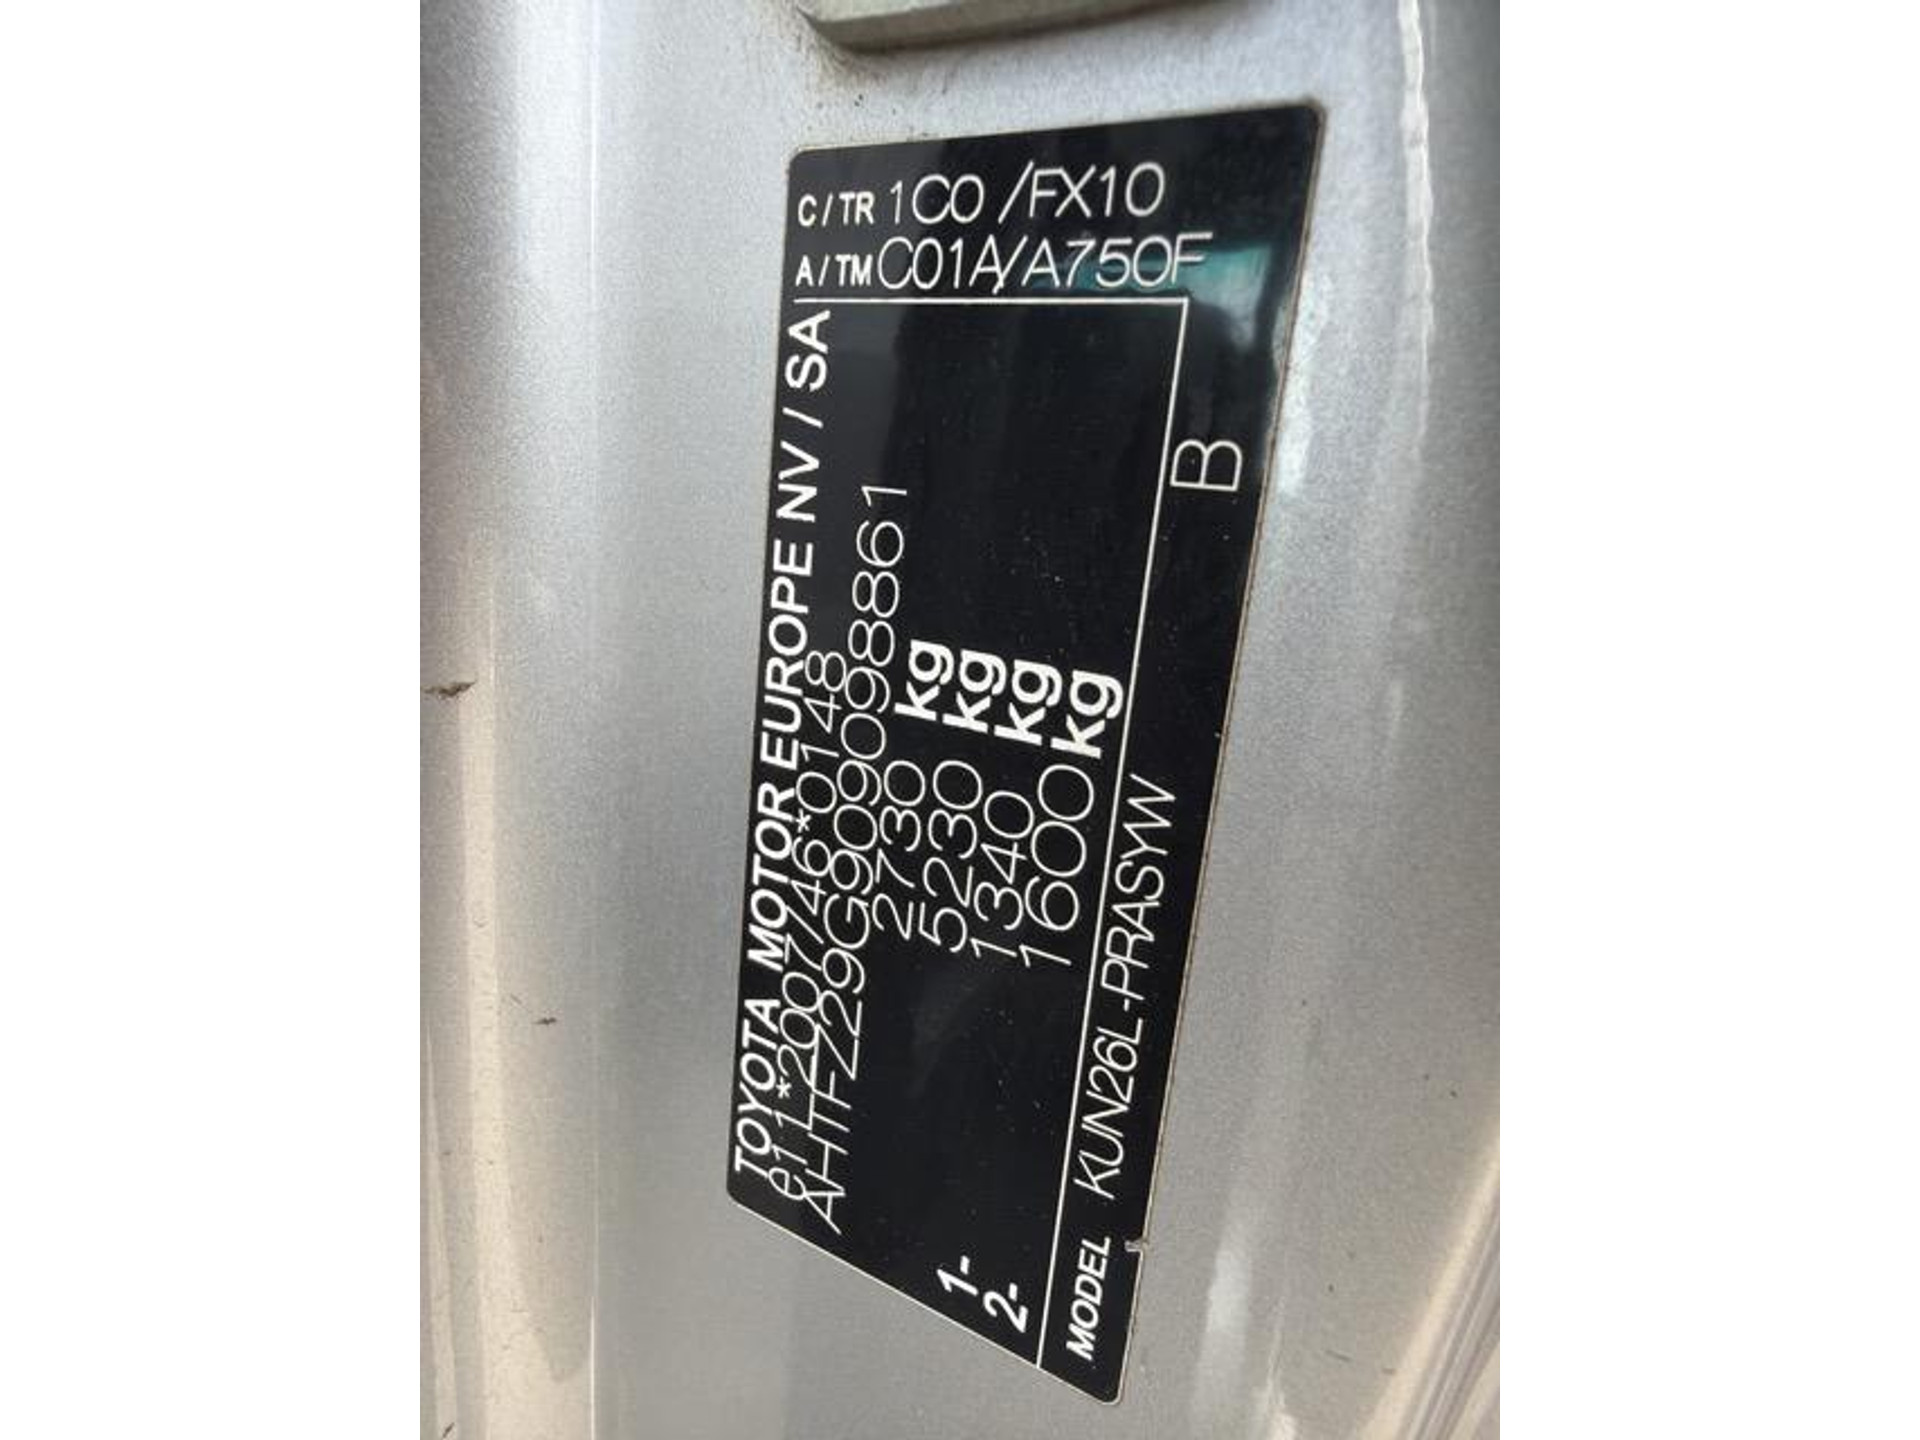 TOYOTA MOTOR EUROPE NV / SA
e11*2007/46*0148
AHTFZ29G909098861
2730 kg
5230 kg
1- 1340 kg
2- 1600 kg
MODEL KUN26L-PRASYW B
C/TR 1C0 /FX10
A/TM C01A/A750F